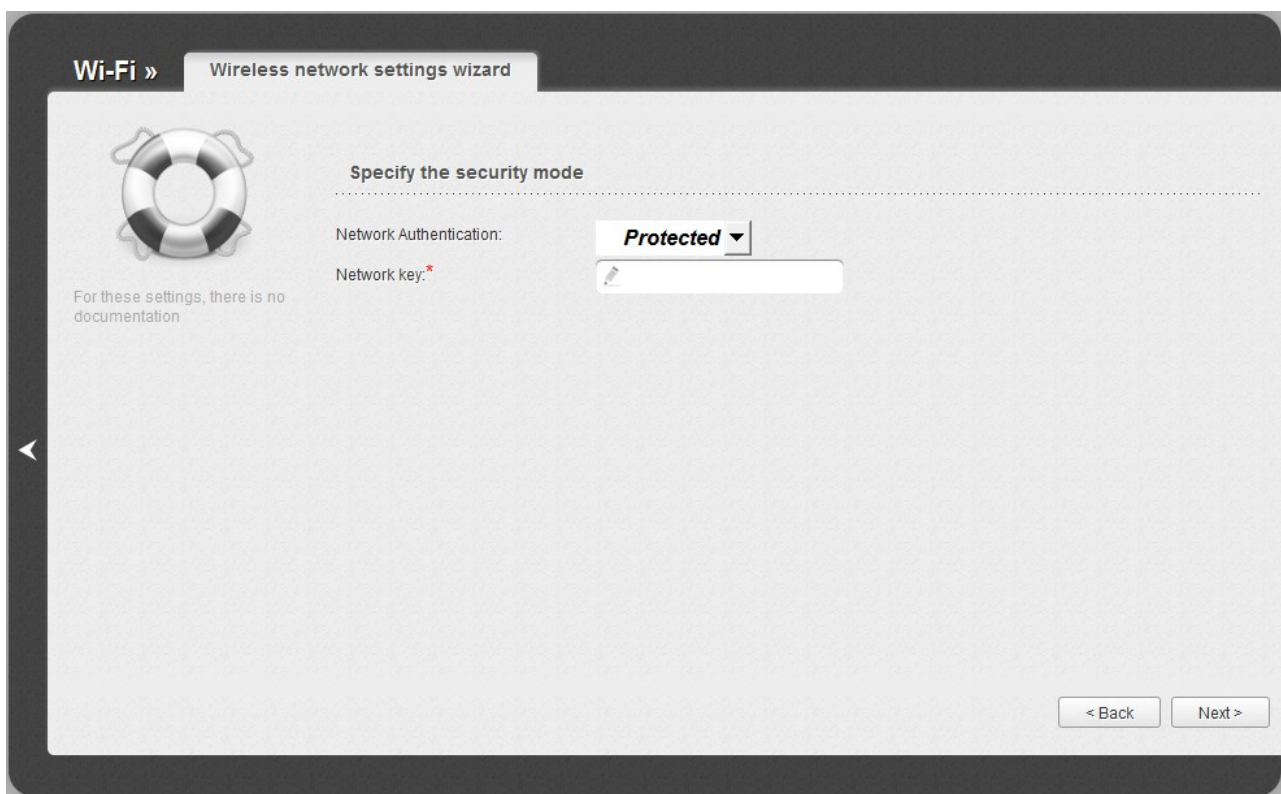 Wi-Fi »
Wireless network settings wizard
Specify the security mode
Network Authentication:
Protected
Network key:*
For these settings, there is no
documentation
< Back
Next >